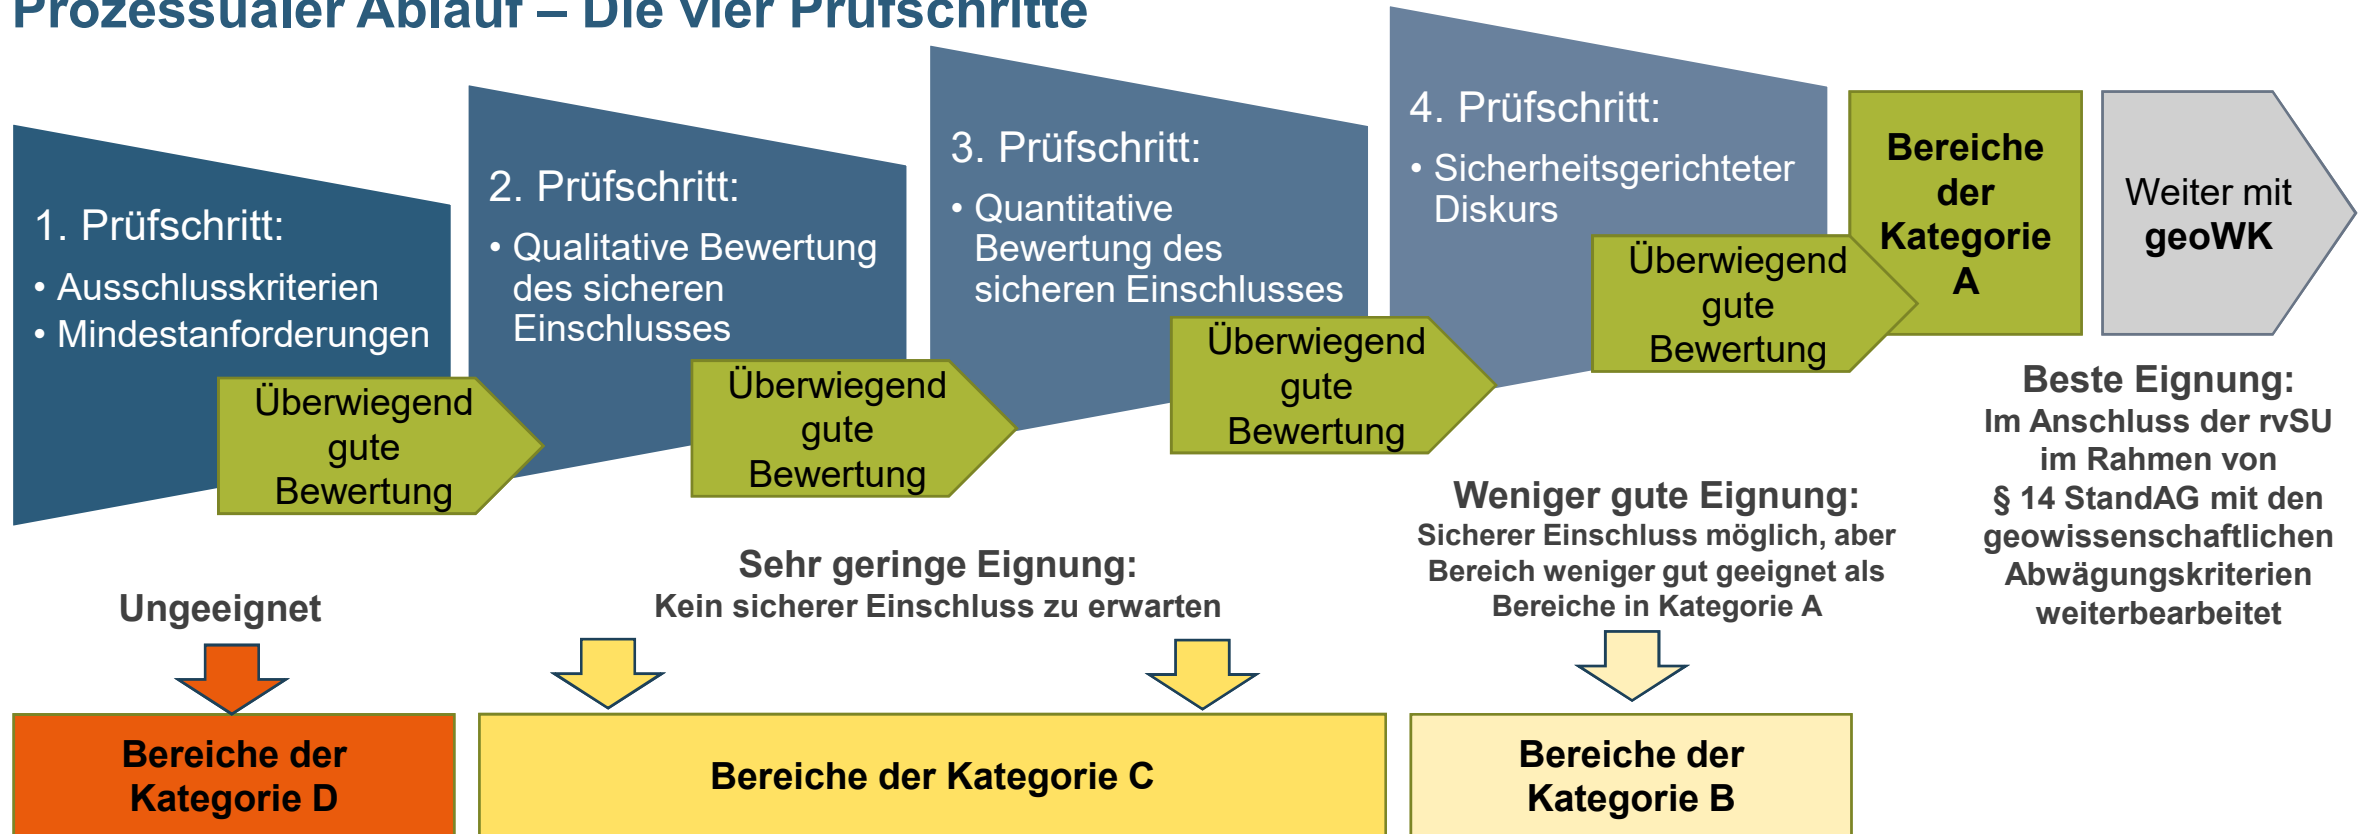 Prozessualer Ablauf – Die vier Prüfschritte
1. Prüfschritt:
• Ausschlusskriterien
• Mindestanforderungen
Überwiegend
gute
Bewertung
2. Prüfschritt:
• Qualitative Bewertung
des sicheren
Einschlusses
Überwiegend
gute
Bewertung
3. Prüfschritt:
• Quantitative
Bewertung des
sicheren Einschlusses
Überwiegend
gute
Bewertung
4. Prüfschritt:
• Sicherheitsgerichteter
Diskurs
Überwiegend
gute
Bewertung
Bereiche
der
Kategorie
A
Weiter mit
geoWK
Beste Eignung:
Im Anschluss der rvSU
im Rahmen von
§ 14 StandAG mit den
geowissenschaftlichen
Abwägungskriterien
weiterbearbeitet
Ungeeignet
Sehr geringe Eignung:
Kein sicherer Einschluss zu erwarten
Weniger gute Eignung:
Sicherer Einschluss möglich, aber
Bereich weniger gut geeignet als
Bereiche in Kategorie A
Bereiche der
Kategorie D
Bereiche der Kategorie C
Bereiche der
Kategorie B